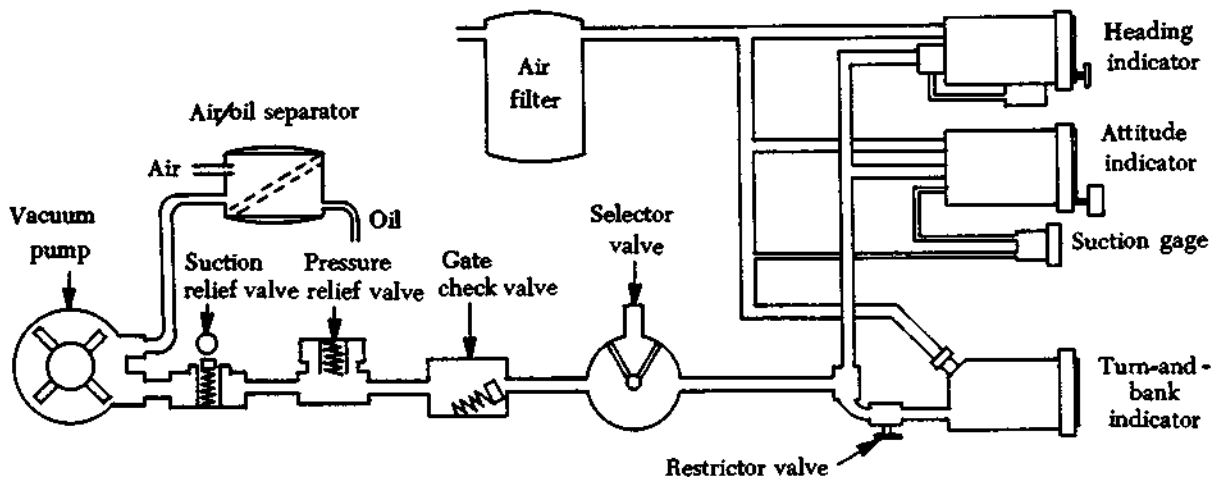 Air
filter
Heading
indicator
Air/oil separator
Air
Oil
Attitude
indicator
Vacuum
pump
Suction
relief valve
Pressure
relief valve
Gate
check valve
Selector
valve
Suction gage
Turn-and-
bank
indicator
Restrictor valve